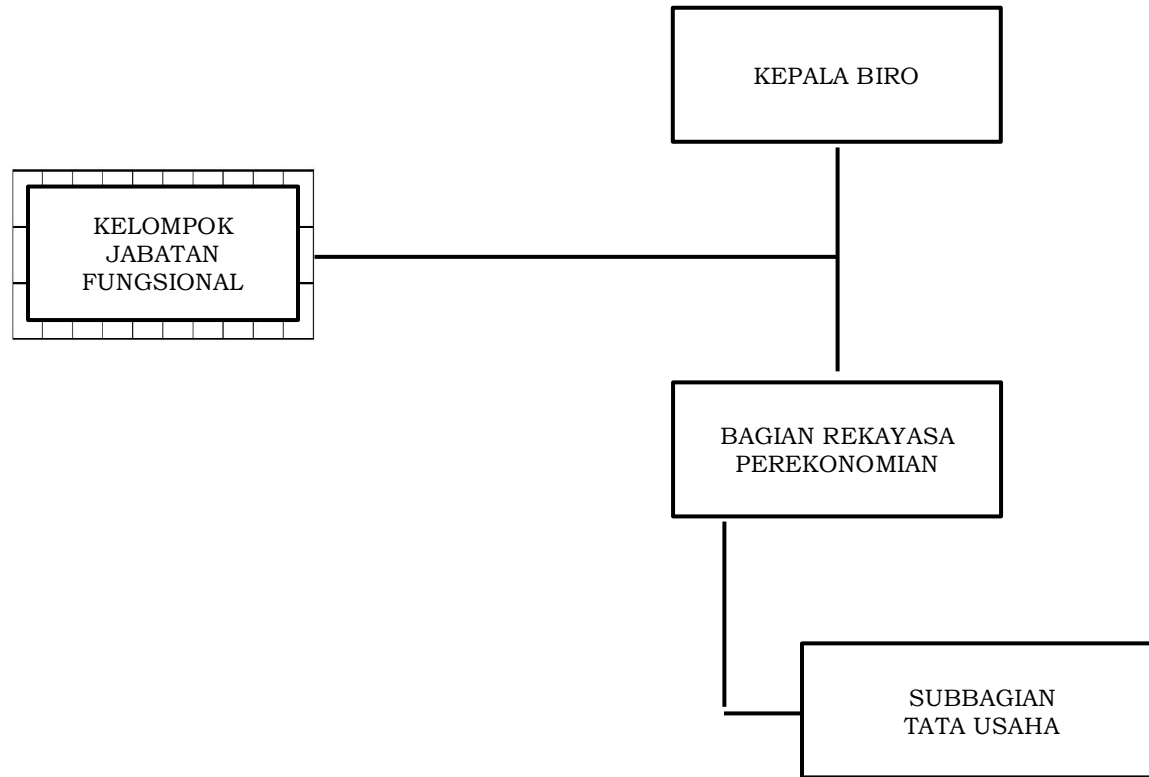 KEPALA BIRO
KELOMPOK
JABATAN
FUNGSIONAL
BAGIAN REKAYASA
PEREKONOMIAN
SUBBAGIAN
TATA USAHA